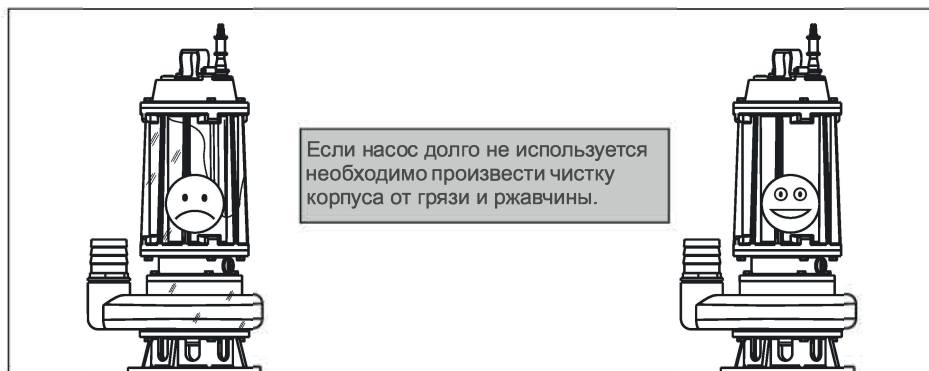 Если насос долго не используется
необходимо произвести чистку
корпуса от грязи и ржавчины.